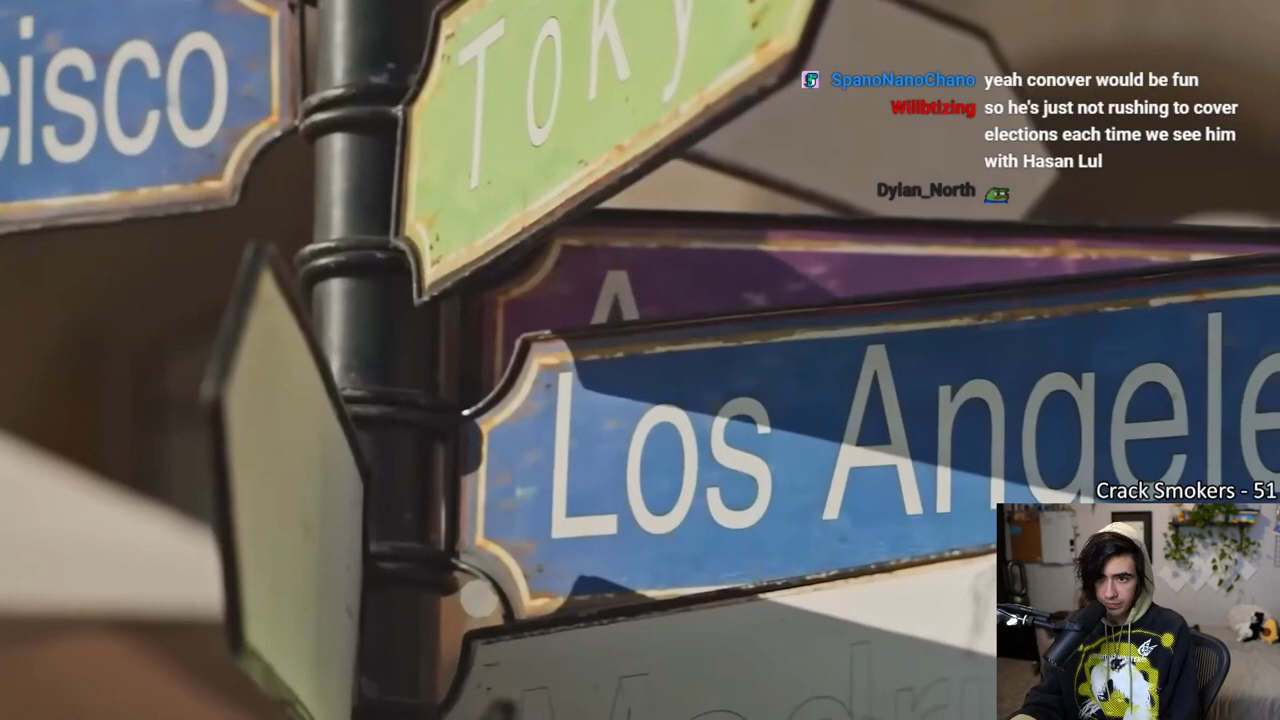 cisco
Toky
SpanoNanoChano yeah conover would be fun
Willbtizing so he's just not rushing to cover
elections each time we see him
with Hasan Lul
Dylan_North
A
Los Angele
Crack Smokers - 51
Madri